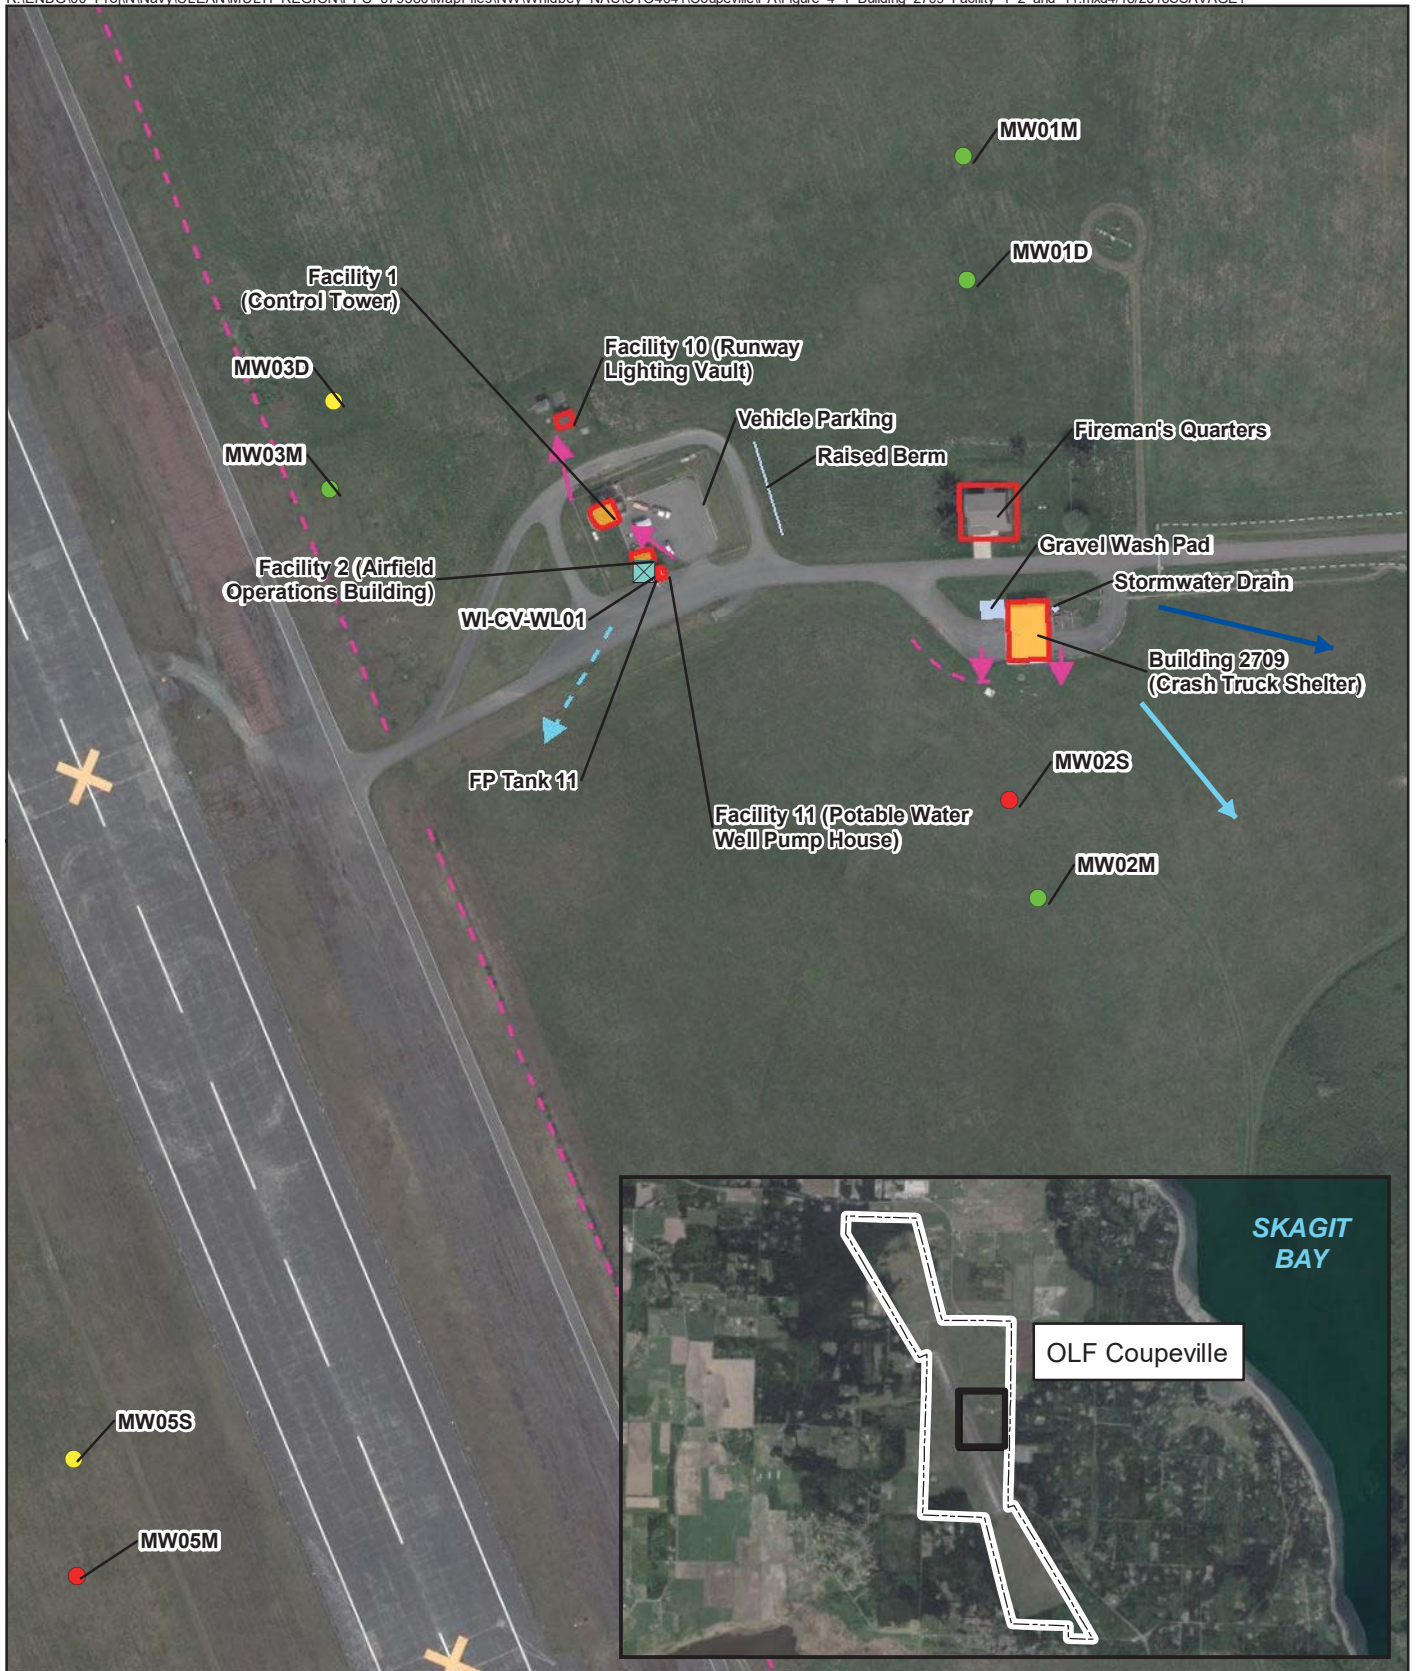 MW01M
MW01D
Facility 1
(Control Tower)
Facility 10 (Runway
Lighting Vault)
MW03D
Vehicle Parking
Fireman's Quarters
MW03M
Raised Berm
Gravel Wash Pad
Facility 2 (Airfield
Operations Building)
Stormwater Drain
WI-CV-WL01
Building 2709
(Crash Truck Shelter)
FP Tank 11
MW02S
Facility 11 (Potable Water
Well Pump House)
MW02M
SKAGIT
BAY
OLF Coupeville
MW05S
MW05M